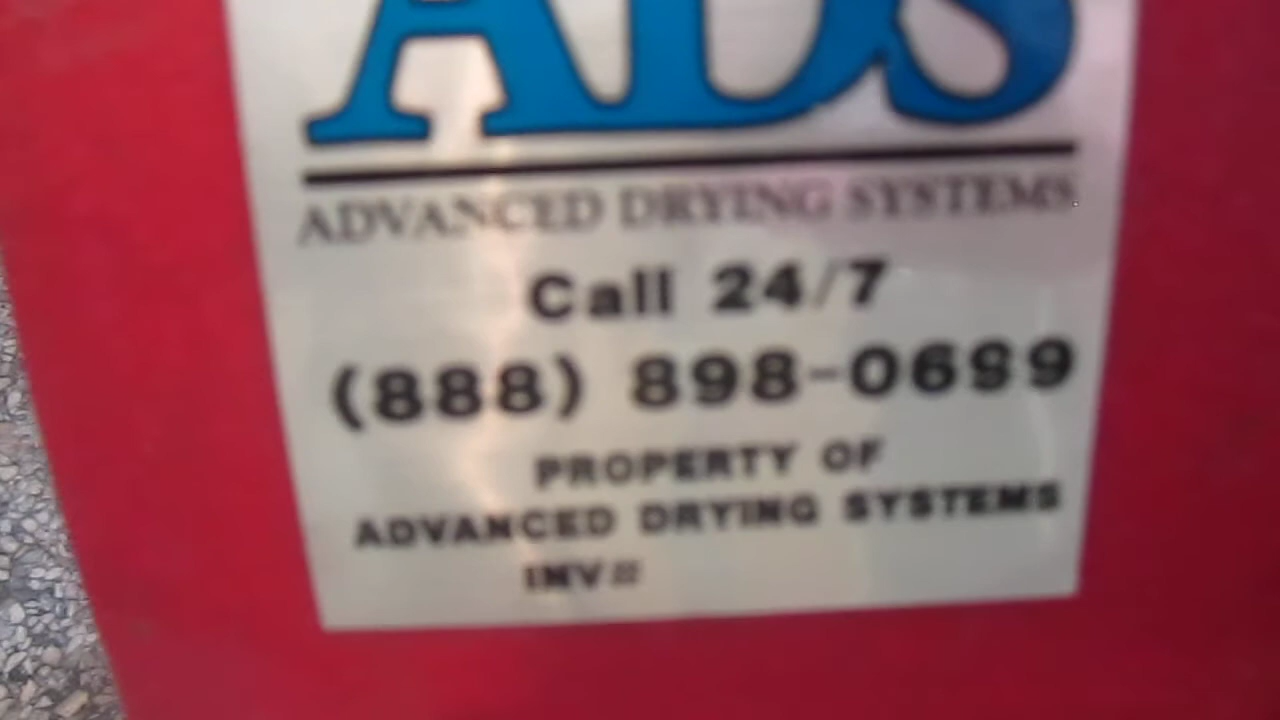 ADS
ADVANCED DRYING SYSTEMS
Call 24/7
(888) 898-0699
PROPERTY OF
ADVANCED DRYING SYSTEMS
INV#